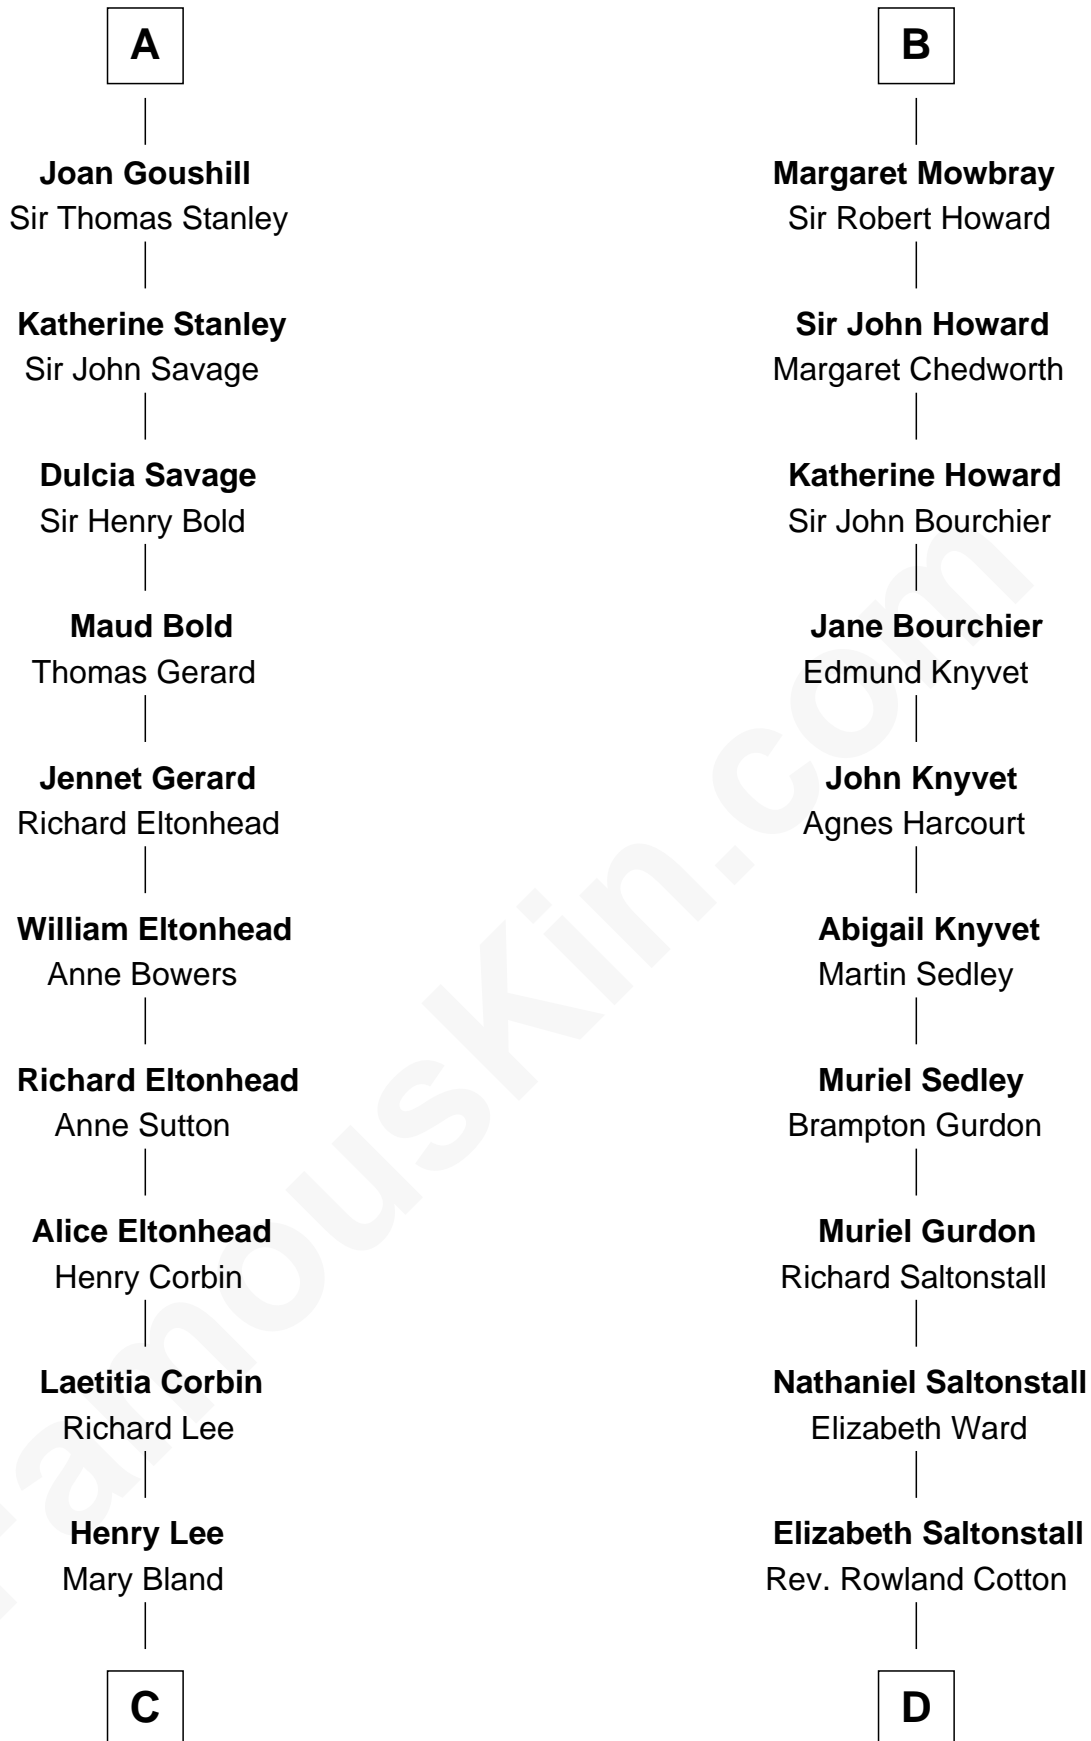 A
Joan Goushill
Sir Thomas Stanley
Katherine Stanley
Sir John Savage
Dulcia Savage
Sir Henry Bold
Maud Bold
Thomas Gerard
Jennet Gerard
Richard Eltonhead
William Eltonhead
Anne Bowers
Richard Eltonhead
Anne Sutton
Alice Eltonhead
Henry Corbin
Laetitia Corbin
Richard Lee
Henry Lee
Mary Bland
C
B
Margaret Mowbray
Sir Robert Howard
Sir John Howard
Margaret Chedworth
Katherine Howard
Sir John Bourchier
Jane Bourchier
Edmund Knyvet
John Knyvet
Agnes Harcourt
Abigail Knyvet
Martin Sedley
Muriel Sedley
Brampton Gurdon
Muriel Gurdon
Richard Saltonstall
Nathaniel Saltonstall
Elizabeth Ward
Elizabeth Saltonstall
Rev. Rowland Cotton
D
FamousKin.com